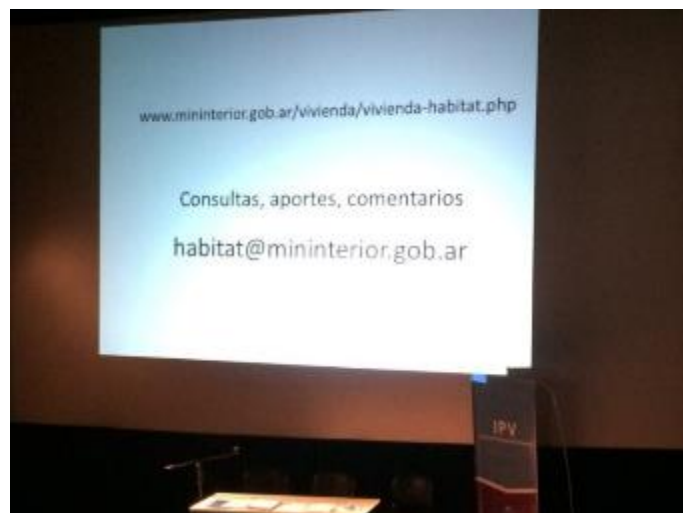 www.mininterior.gob.ar/vivienda/vivienda-habitat.php
Consultas, aportes, comentarios
habitat@mininterior.gob.ar
IPV